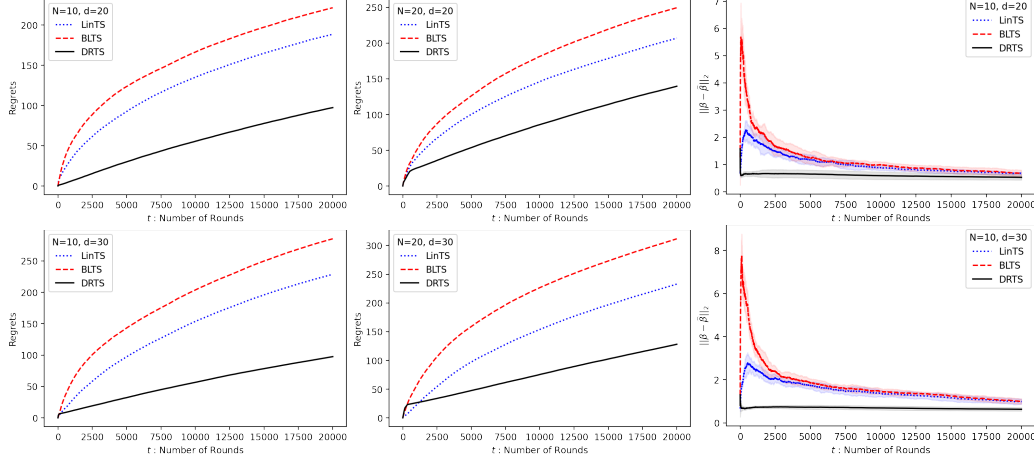 N=10, d=20
LinTS
BLTS
DRTS
Regrets
200
150
100
50
0
0 2500 5000 7500 10000 12500 15000 17500 20000
t : Number of Rounds
N=20, d=20
LinTS
BLTS
DRTS
Regrets
250
200
150
100
50
0
0 2500 5000 7500 10000 12500 15000 17500 20000
t : Number of Rounds
N=10, d=20
LinTS
BLTS
DRTS
||β − β̂||₂
7
6
5
4
3
2
1
0
0 2500 5000 7500 10000 12500 15000 17500 20000
t : Number of Rounds
N=10, d=30
LinTS
BLTS
DRTS
Regrets
250
200
150
100
50
0
0 2500 5000 7500 10000 12500 15000 17500 20000
t : Number of Rounds
N=20, d=30
LinTS
BLTS
DRTS
Regrets
300
250
200
150
100
50
0
0 2500 5000 7500 10000 12500 15000 17500 20000
t : Number of Rounds
N=10, d=30
LinTS
BLTS
DRTS
||β − β̂||₂
8
6
4
2
0
0 2500 5000 7500 10000 12500 15000 17500 20000
t : Number of Rounds